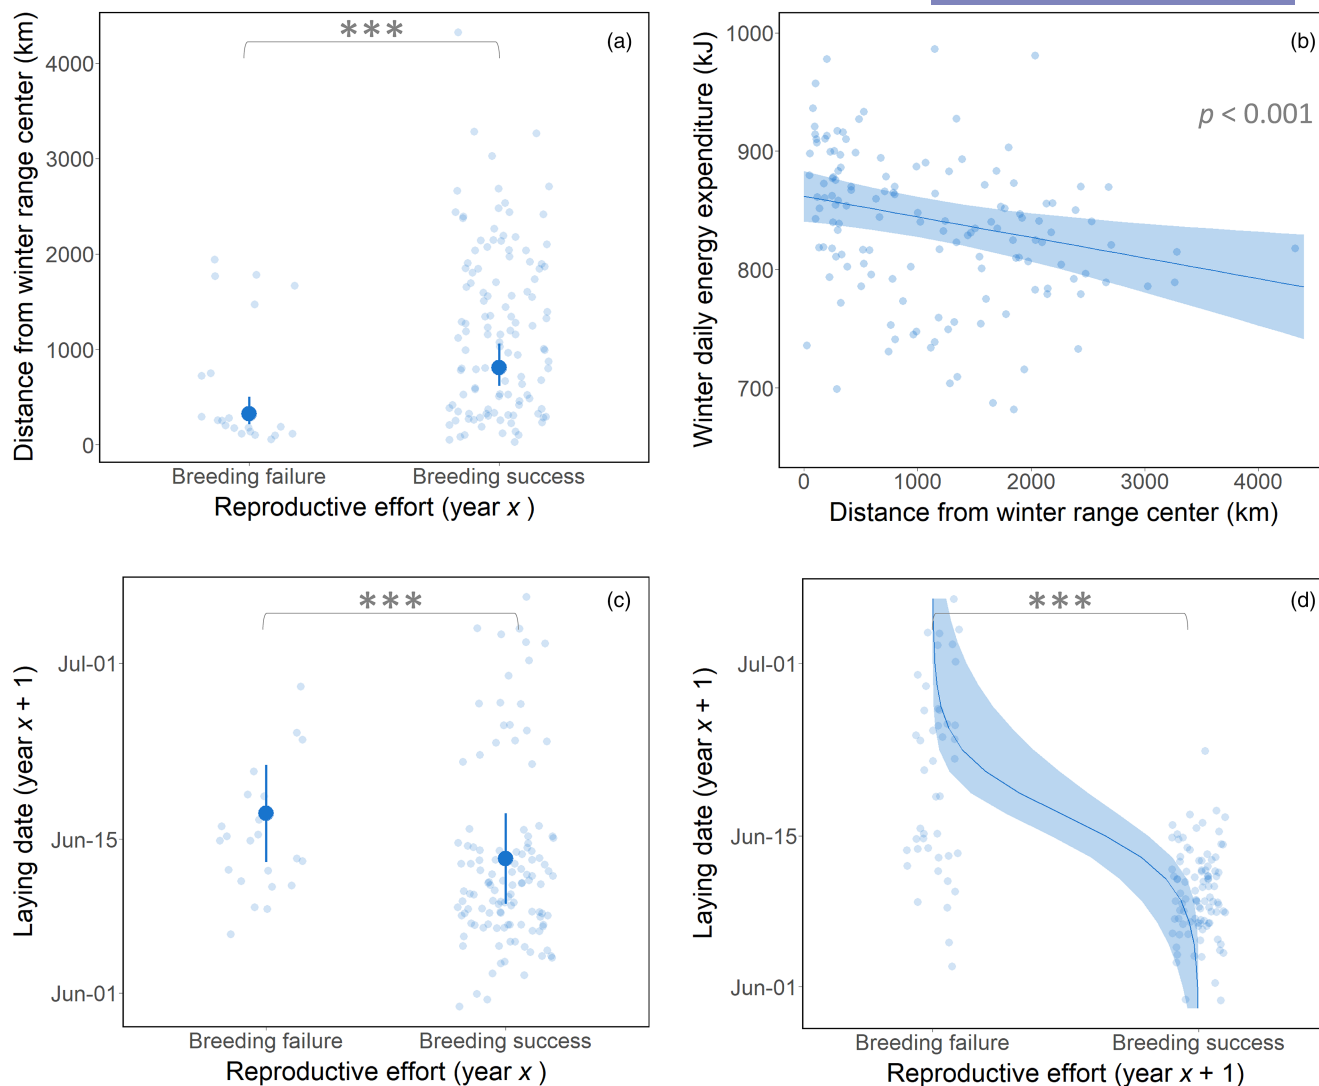 (a)
***
Distance from winter range center (km)
4000
3000
2000
1000
0
Breeding failure
Breeding success
Reproductive effort (year x )
(b)
p < 0.001
Winter daily energy expenditure (kJ)
1000
900
800
700
0
1000
2000
3000
4000
Distance from winter range center (km)
(c)
***
Laying date (year x + 1)
Jul-01
Jun-15
Jun-01
Breeding failure
Breeding success
Reproductive effort (year x )
(d)
***
Laying date (year x + 1)
Jul-01
Jun-15
Jun-01
Breeding failure
Breeding success
Reproductive effort (year x + 1)